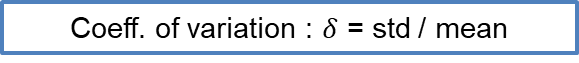 Coeff. of variation : δ = std / mean